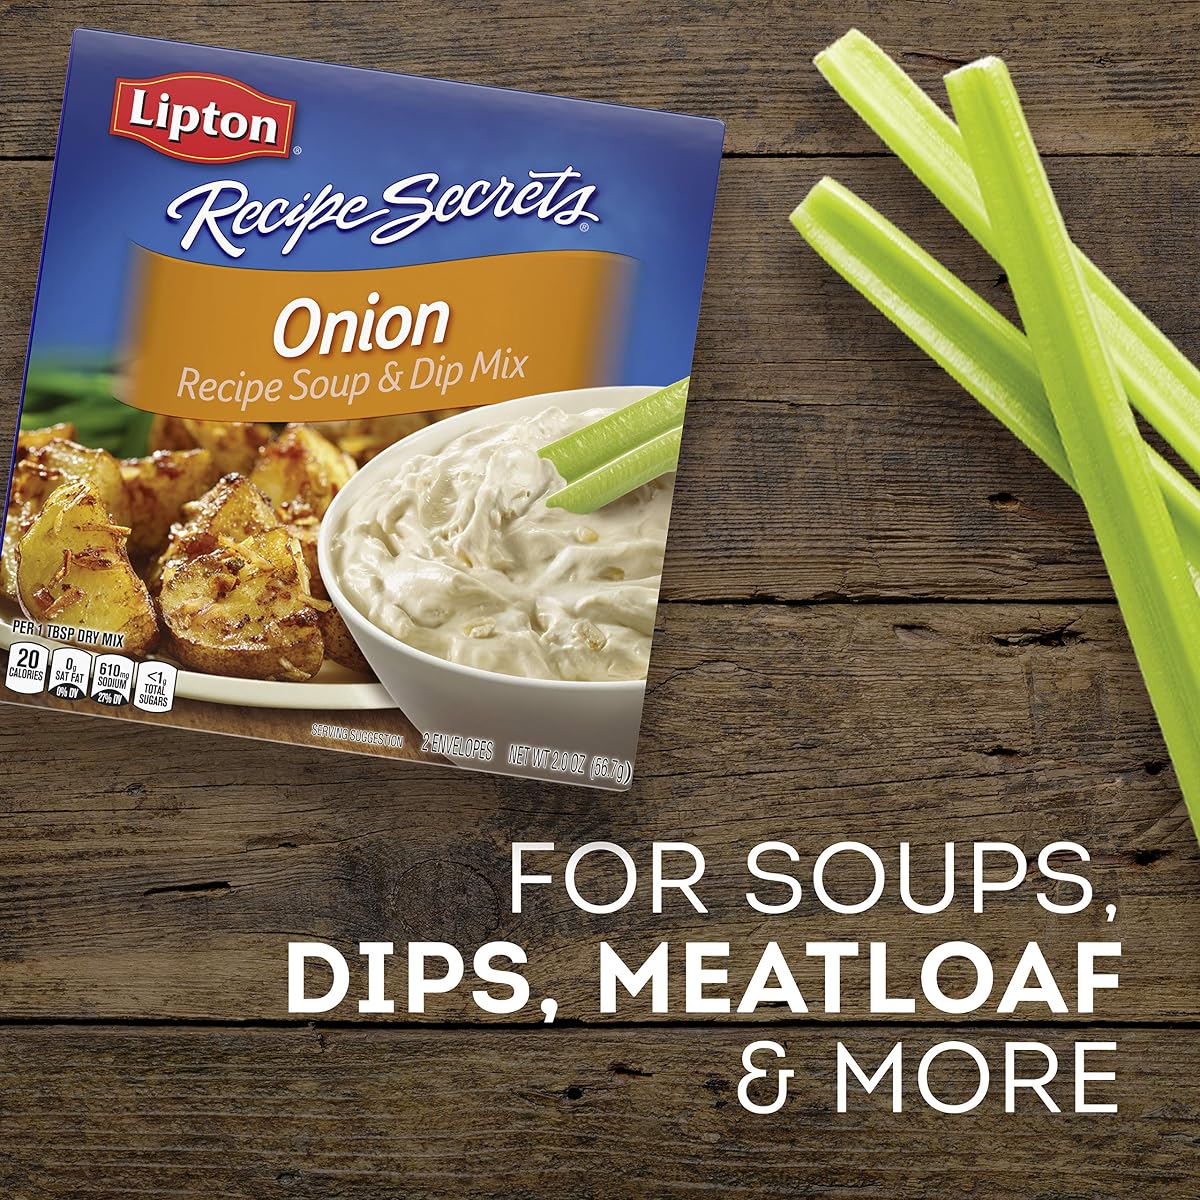 Lipton®
Recipe Secrets®
Onion
Recipe Soup & Dip Mix
PER 1 TBSP DRY MIX
20
CALORIES
0g
SAT FAT
0% DV
610mg
SODIUM
27% DV
<1g
TOTAL
SUGARS
SERVING SUGGESTION
2 ENVELOPES
NET WT 2.0 OZ (56.7g)
FOR SOUPS,
DIPS, MEATLOAF
& MORE